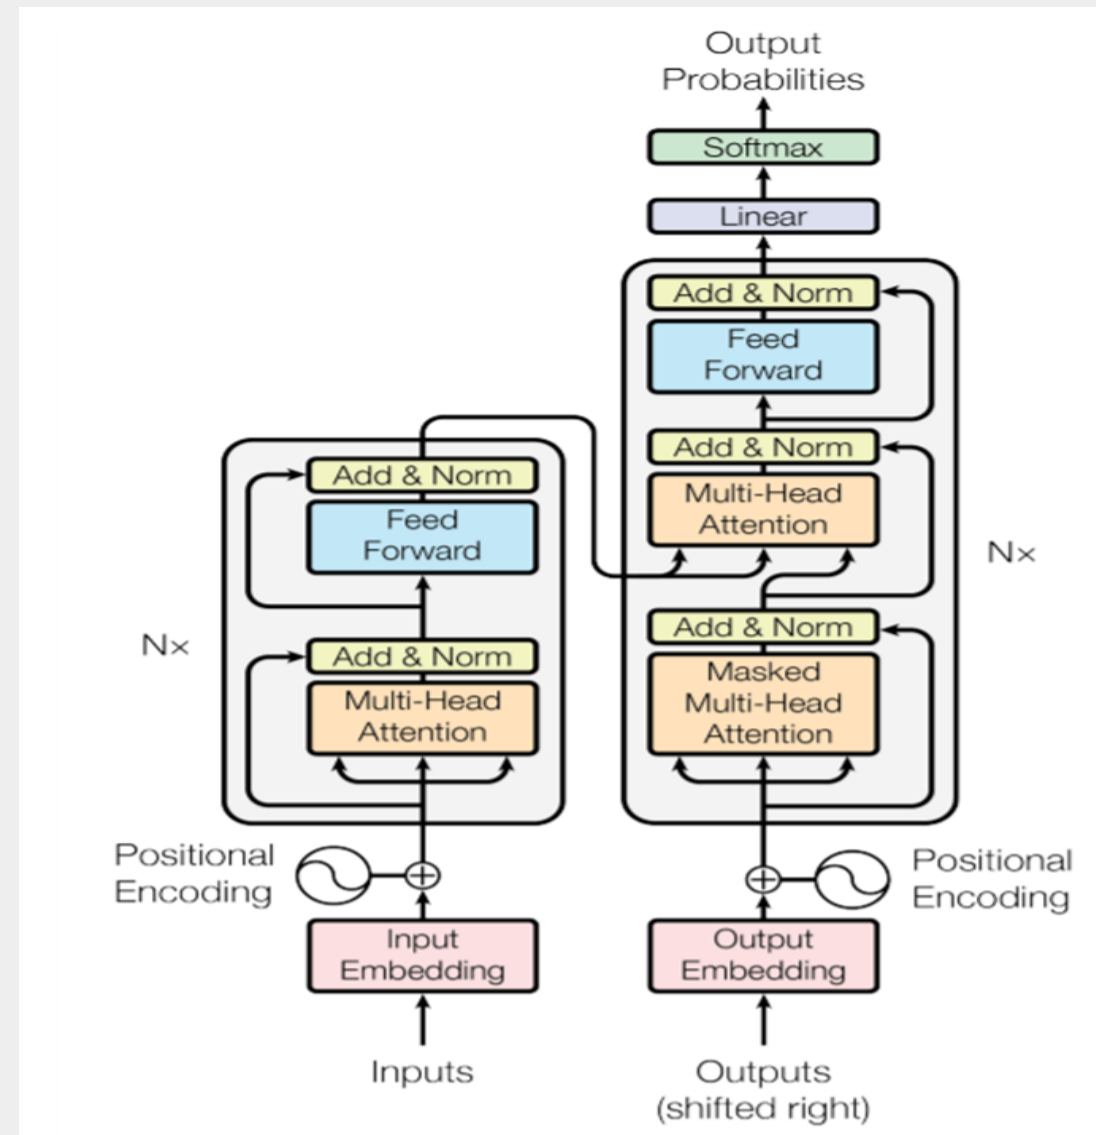 Output
Probabilities
Softmax
Linear
Add & Norm
Feed
Forward
Add & Norm
Multi-Head
Attention
Nx
Add & Norm
Masked
Multi-Head
Attention
Add & Norm
Feed
Forward
Nx
Add & Norm
Multi-Head
Attention
Positional
Encoding
Positional
Encoding
Input
Embedding
Output
Embedding
Inputs
Outputs
(shifted right)